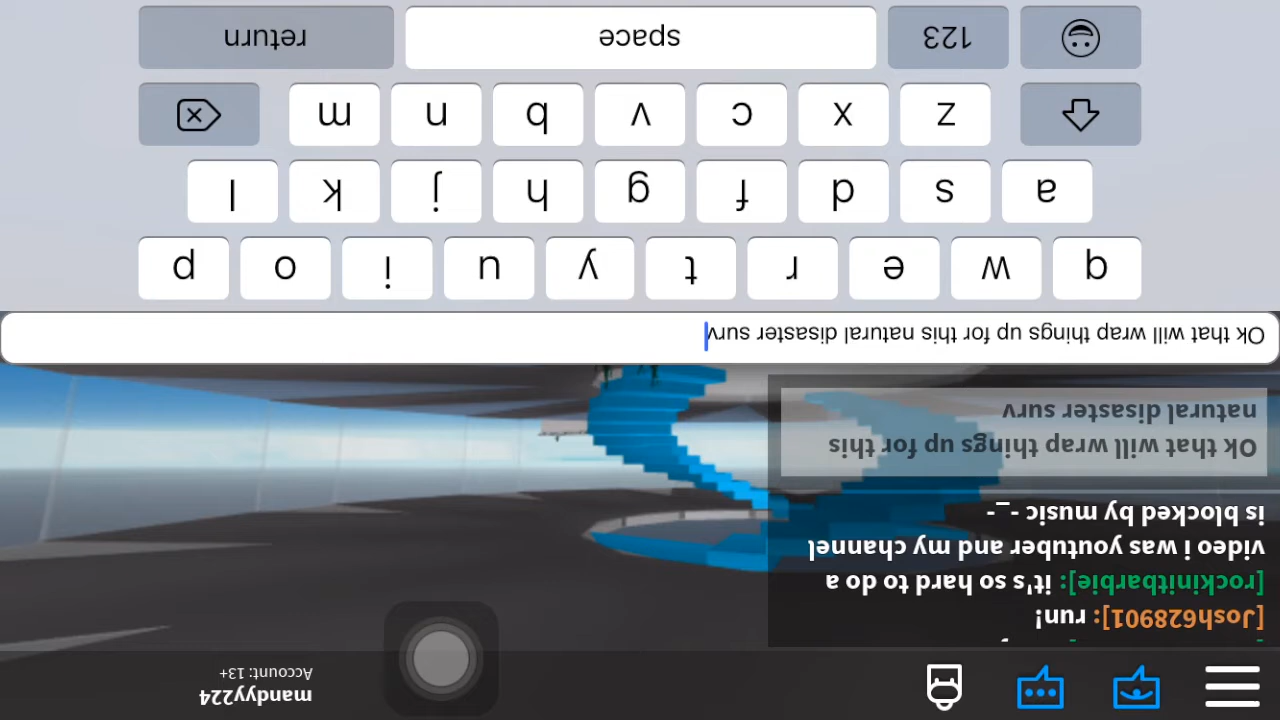 mandyy224
Account: 13+
[Josh628901]: run!
[rockinitbarbie]: it's so hard to do a
video i was youtuber and my channel
is blocked by music -_-
Ok that will wrap things up for this
natural disaster surv
Ok that will wrap things up for this natural disaster surv
q w e r t y u i o p
a s d f g h j k l
z x c v b n m
123 space return